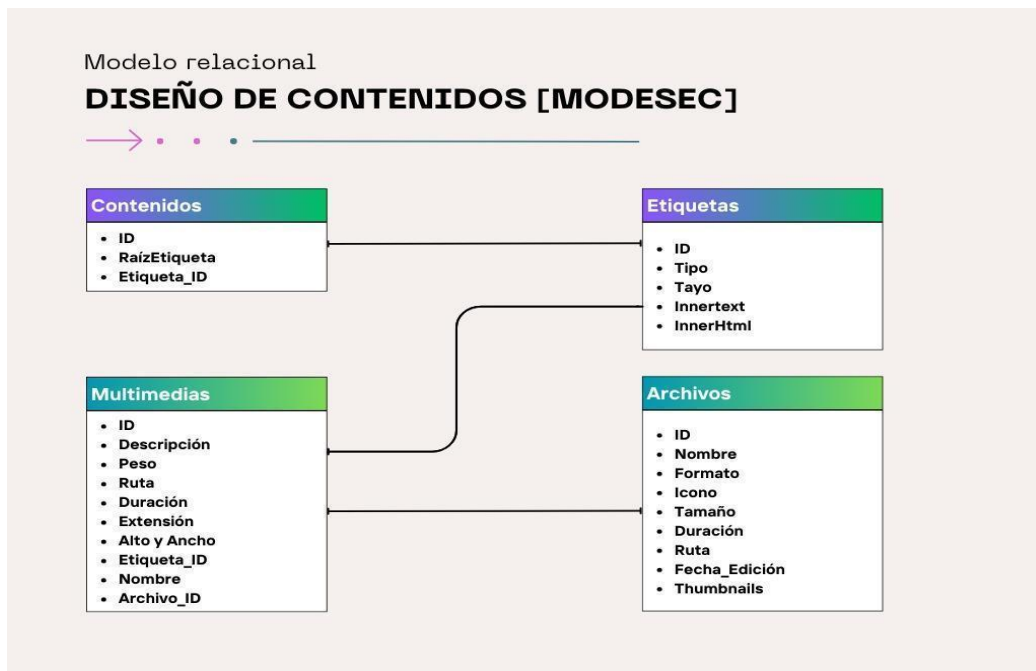 Modelo relacional
DISEÑO DE CONTENIDOS [MODESEC]
Contenidos
• ID
• RaízEtiqueta
• Etiqueta_ID
Etiquetas
• ID
• Tipo
• Tayo
• Innertext
• InnerHtml
Multimedias
• ID
• Descripción
• Peso
• Ruta
• Duración
• Extensión
• Alto y Ancho
• Etiqueta_ID
• Nombre
• Archivo_ID
Archivos
• ID
• Nombre
• Formato
• Icono
• Tamaño
• Duración
• Ruta
• Fecha_Edición
• Thumbnails